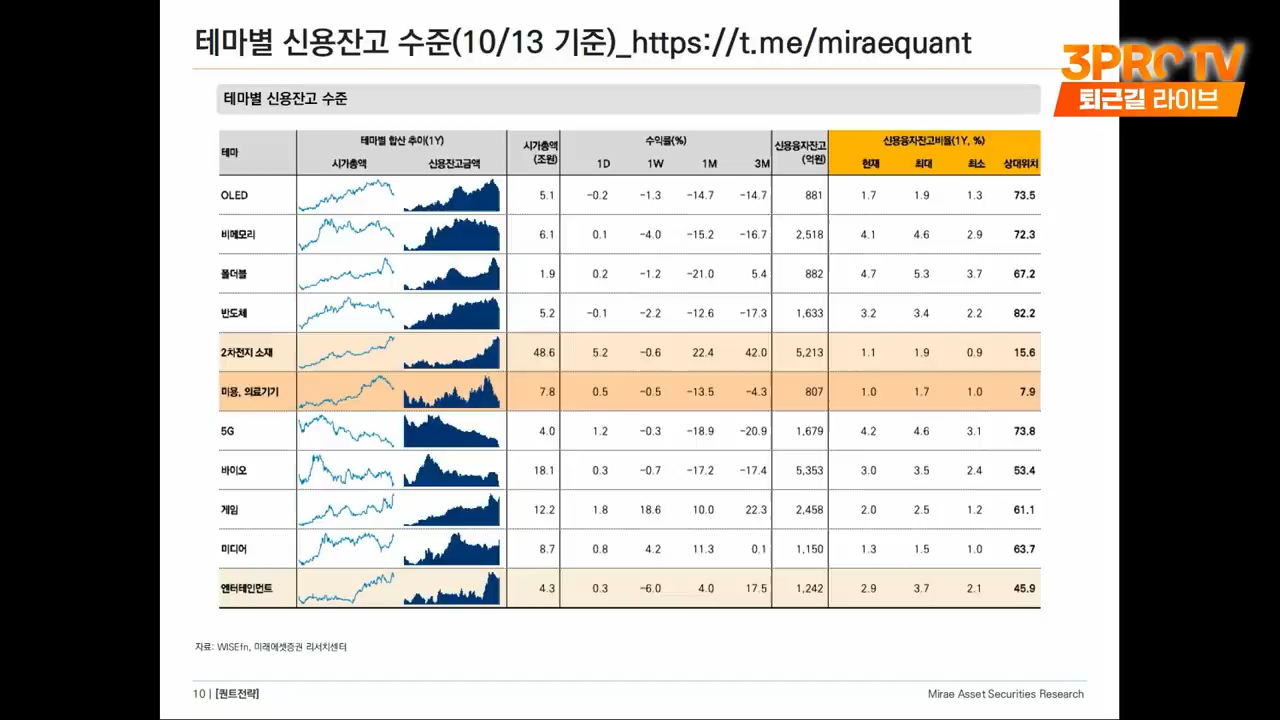 테마별 신용잔고 수준(10/13 기준)_https://t.me/miraequant
3PROTV
퇴근길 라이브
테마별 신용잔고 수준
테마 테마별 합산 추이(1Y) 시가총액(조원) 수익률(%) 신용융자잔고(억원) 신용융자잔고비율(1Y, %)
시가총액 신용잔고금액 1D 1W 1M 3M 현재 최대 최소 상대위치
OLED 5.1 -0.2 -1.3 -14.7 -14.7 881 1.7 1.9 1.3 73.5
비메모리 6.1 0.1 -4.0 -15.2 -16.7 2,518 4.1 4.6 2.9 72.3
폴더블 1.9 0.2 -1.2 -21.0 5.4 882 4.7 5.3 3.7 67.2
반도체 5.2 -0.1 -2.2 -12.6 -17.3 1,633 3.2 3.4 2.2 82.2
2차전지 소재 48.6 5.2 -0.6 22.4 42.0 5,213 1.1 1.9 0.9 15.6
미용, 의료기기 7.8 0.5 -0.5 -13.5 -4.3 807 1.0 1.7 1.0 7.9
5G 4.0 1.2 -0.3 -18.9 -20.9 1,679 4.2 4.6 3.1 73.8
바이오 18.1 0.3 -0.7 -17.2 -17.4 5,353 3.0 3.5 2.4 53.4
게임 12.2 1.8 18.6 10.0 22.3 2,458 2.0 2.5 1.2 61.1
미디어 8.7 0.8 4.2 11.3 0.1 1,150 1.3 1.5 1.0 63.7
엔터테인먼트 4.3 0.3 -6.0 4.0 17.5 1,242 2.9 3.7 2.1 45.9
자료: WISEfn, 미래에셋증권 리서치센터
10 | [퀀트전략] Mirae Asset Securities Research